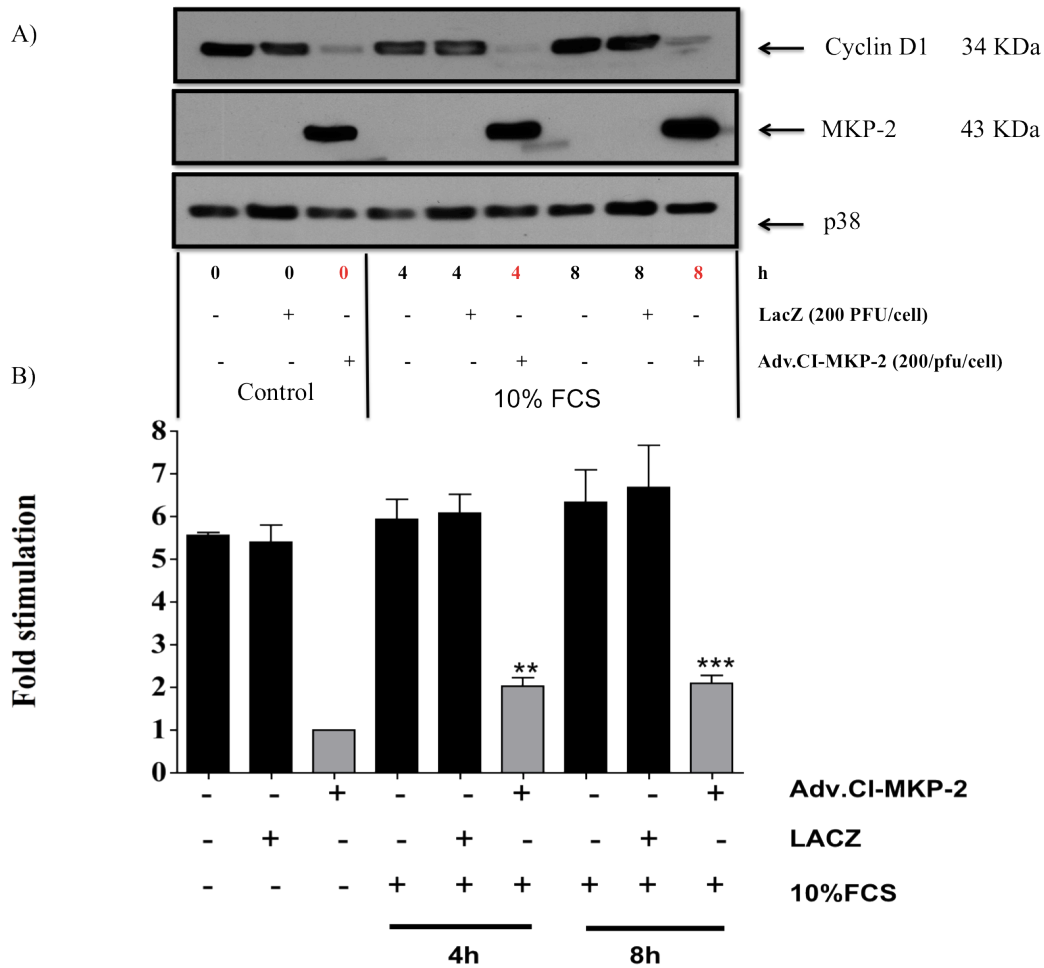 A)
Cyclin D1 34 KDa
MKP-2 43 KDa
p38
0 0 0 4 4 4 8 8 8 h
- + - - + - - + - LacZ (200 PFU/cell)
- - + - - + - - + Adv.CI-MKP-2 (200/pfu/cell)
B)
Control 10% FCS
8
7
6
5
4
3
2
1
0
Fold stimulation
**
***
- - + - - + - - + Adv.CI-MKP-2
- + - - + - - + - LACZ
- - - + + + + + + 10%FCS
4h 8h